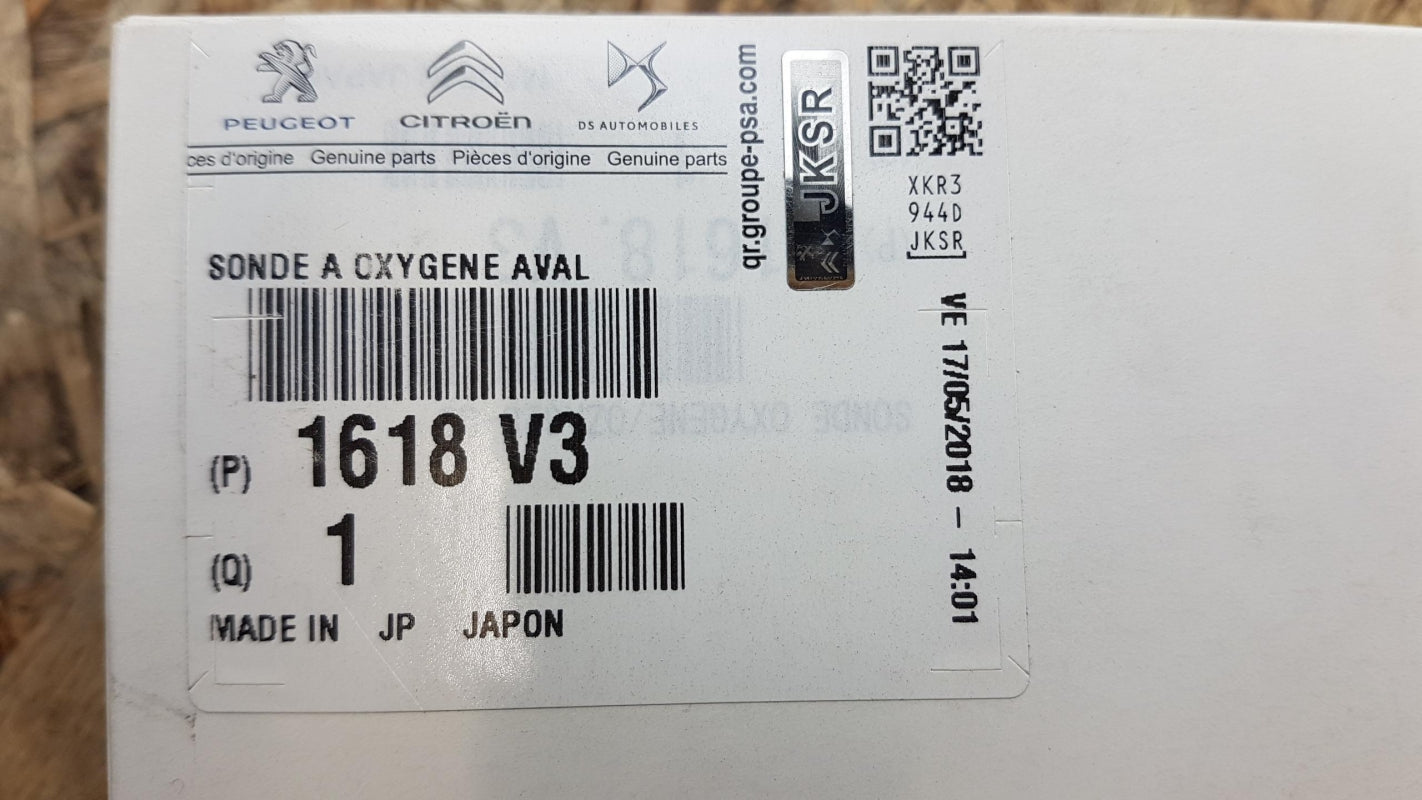 PEUGEOT CITROËN DS AUTOMOBILES
ces d'origine Genuine parts Pièces d'origine Genuine parts
qr.groupe-psa.com
JKSR
XKR3
944D
JKSR
SONDE A OXYGENE AVAL
(P) 1618 V3
(Q) 1
MADE IN JP JAPON
VE 17/05/2018 - 14:01